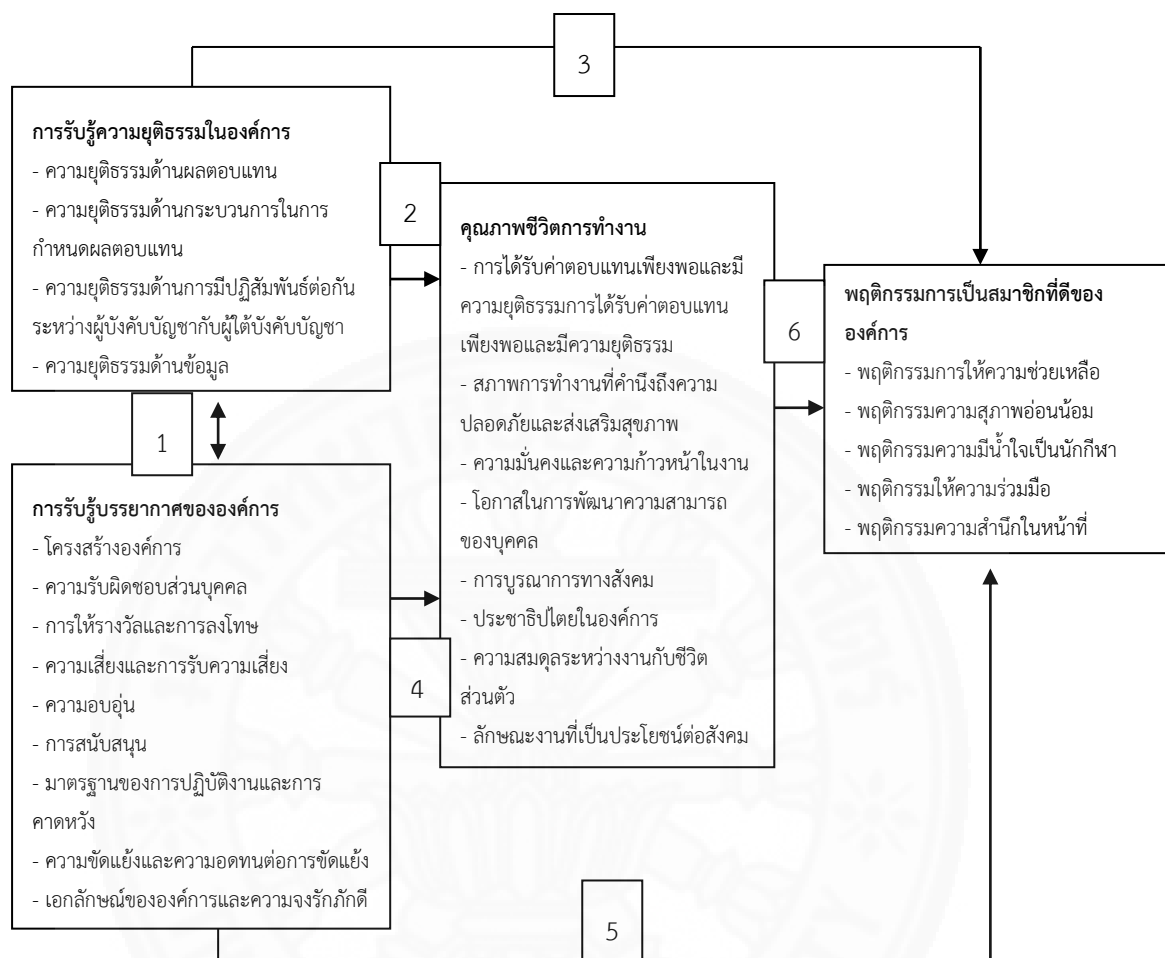 3
การรับรู้ความยุติธรรมในองค์การ
- ความยุติธรรมด้านผลตอบแทน
- ความยุติธรรมด้านกระบวนการในการ
กำหนดผลตอบแทน
- ความยุติธรรมด้านการมีปฏิสัมพันธ์ต่อกัน
ระหว่างผู้บังคับบัญชากับผู้ใต้บังคับบัญชา
- ความยุติธรรมด้านข้อมูล
2
1
การรับรู้บรรยากาศขององค์การ
- โครงสร้างองค์การ
- ความรับผิดชอบส่วนบุคคล
- การให้รางวัลและการลงโทษ
- ความเสี่ยงและการรับความเสี่ยง
- ความอบอุ่น
- การสนับสนุน
- มาตรฐานของการปฏิบัติงานและการ
คาดหวัง
- ความขัดแย้งและความอดทนต่อการขัดแย้ง
- เอกลักษณ์ขององค์การและความจงรักภักดี
4
คุณภาพชีวิตการทำงาน
- การได้รับค่าตอบแทนเพียงพอและมี
ความยุติธรรมการได้รับค่าตอบแทน
เพียงพอและมีความยุติธรรม
- สภาพการทำงานที่คำนึงถึงความ
ปลอดภัยและส่งเสริมสุขภาพ
- ความมั่นคงและความก้าวหน้าในงาน
- โอกาสในการพัฒนาความสามารถ
ของบุคคล
- การบูรณาการทางสังคม
- ประชาธิปไตยในองค์การ
- ความสมดุลระหว่างงานกับชีวิต
ส่วนตัว
- ลักษณะงานที่เป็นประโยชน์ต่อสังคม
6
พฤติกรรมการเป็นสมาชิกที่ดีของ
องค์การ
- พฤติกรรมการให้ความช่วยเหลือ
- พฤติกรรมความสุภาพอ่อนน้อม
- พฤติกรรมความมีน้ำใจเป็นนักกีฬา
- พฤติกรรมให้ความร่วมมือ
- พฤติกรรมความสำนึกในหน้าที่
5